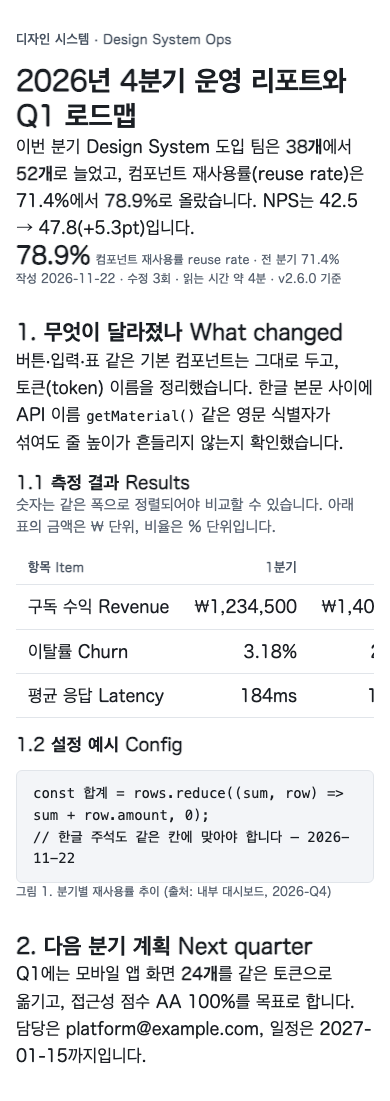 디자인 시스템 · Design System Ops
2026년 4분기 운영 리포트와
Q1 로드맵
이번 분기 Design System 도입 팀은 38개에서
52개로 늘었고, 컴포넌트 재사용률(reuse rate)은
71.4%에서 78.9%로 올랐습니다. NPS는 42.5
→ 47.8(+5.3pt)입니다.
78.9% 컴포넌트 재사용률 reuse rate · 전 분기 71.4%
작성 2026-11-22 · 수정 3회 · 읽는 시간 약 4분 · v2.6.0 기준
1. 무엇이 달라졌나 What changed
버튼·입력·표 같은 기본 컴포넌트는 그대로 두고,
토큰(token) 이름을 정리했습니다. 한글 본문 사이에
API 이름 getMaterial() 같은 영문 식별자가
섞여도 줄 높이가 흔들리지 않는지 확인했습니다.
1.1 측정 결과 Results
숫자는 같은 폭으로 정렬되어야 비교할 수 있습니다. 아래
표의 금액은 ₩ 단위, 비율은 % 단위입니다.
항목 Item 1분기
구독 수익 Revenue ₩1,234,500 ₩1,40
이탈률 Churn 3.18%
평균 응답 Latency 184ms 1
1.2 설정 예시 Config
const 합계 = rows.reduce((sum, row) =>
sum + row.amount, 0);
// 한글 주석도 같은 칸에 맞아야 합니다 — 2026-
11-22
그림 1. 분기별 재사용률 추이 (출처: 내부 대시보드, 2026-Q4)
2. 다음 분기 계획 Next quarter
Q1에는 모바일 앱 화면 24개를 같은 토큰으로
옮기고, 접근성 점수 AA 100%를 목표로 합니다.
담당은 platform@example.com, 일정은 2027-
01-15까지입니다.